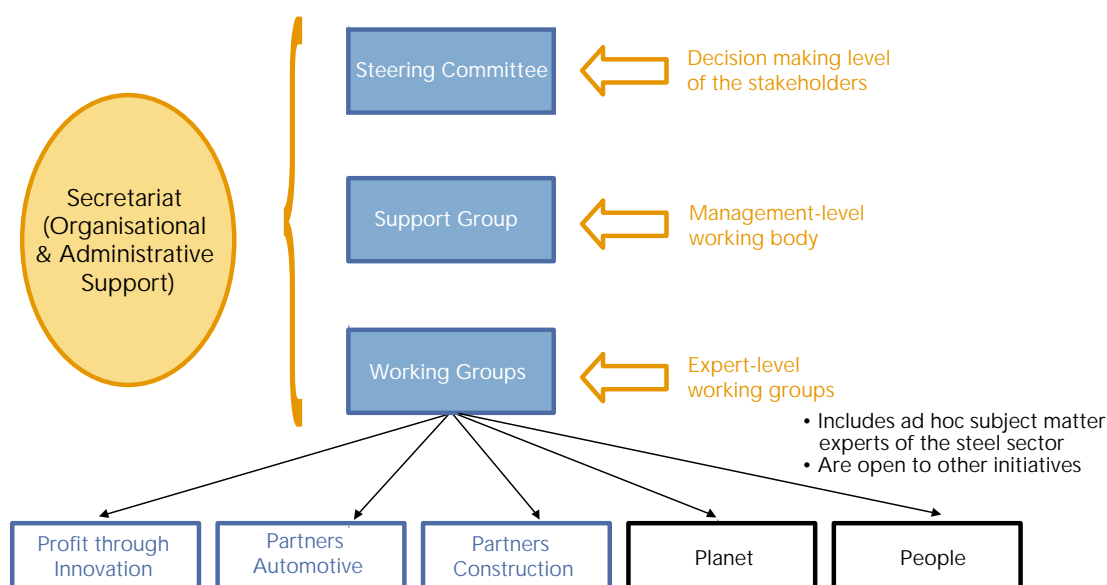 Steering Committee
Decision making level
of the stakeholders
Secretariat
(Organisational
& Administrative
Support)
Support Group
Management-level
working body
Working Groups
Expert-level
working groups
• Includes ad hoc subject matter
experts of the steel sector
• Are open to other initiatives
Profit through
Innovation
Partners
Automotive
Partners
Construction
Planet
People